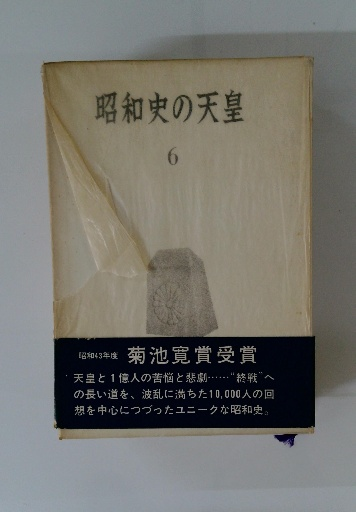 昭和史の天皇
6
昭和43年度 菊池寛賞受賞
天皇と1億人の苦悩と悲劇……“終戦”へ
の長い道を、波乱に満ちた10,000人の回
想を中心につづったユニークな昭和史。